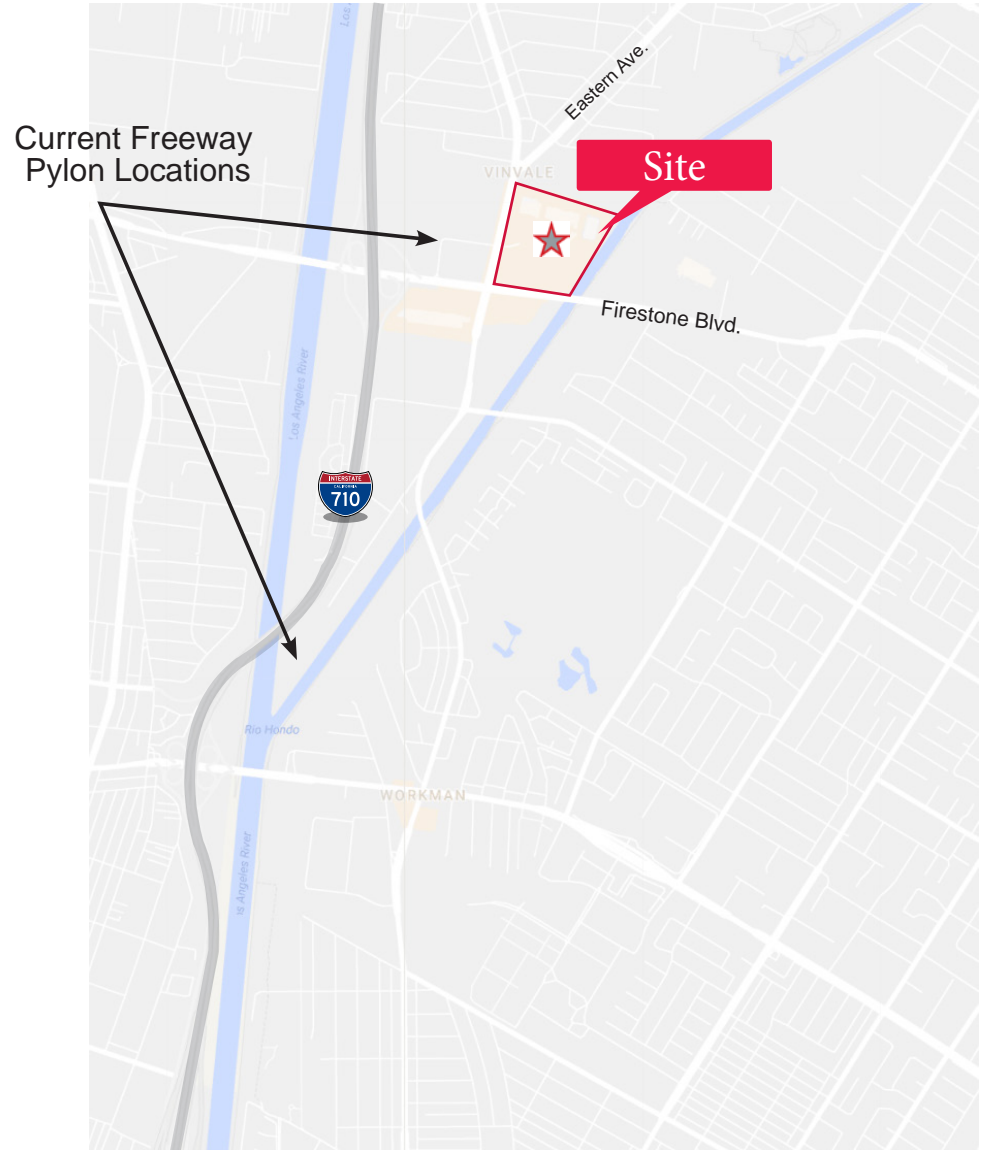 Los A
Eastern Ave.
Current Freeway
Pylon Locations
Site
VINVALE
Firestone Blvd.
Los Angeles River
INTERSTATE
CALIFORNIA
710
Rio Hondo
WORKMAN
os Angeles River